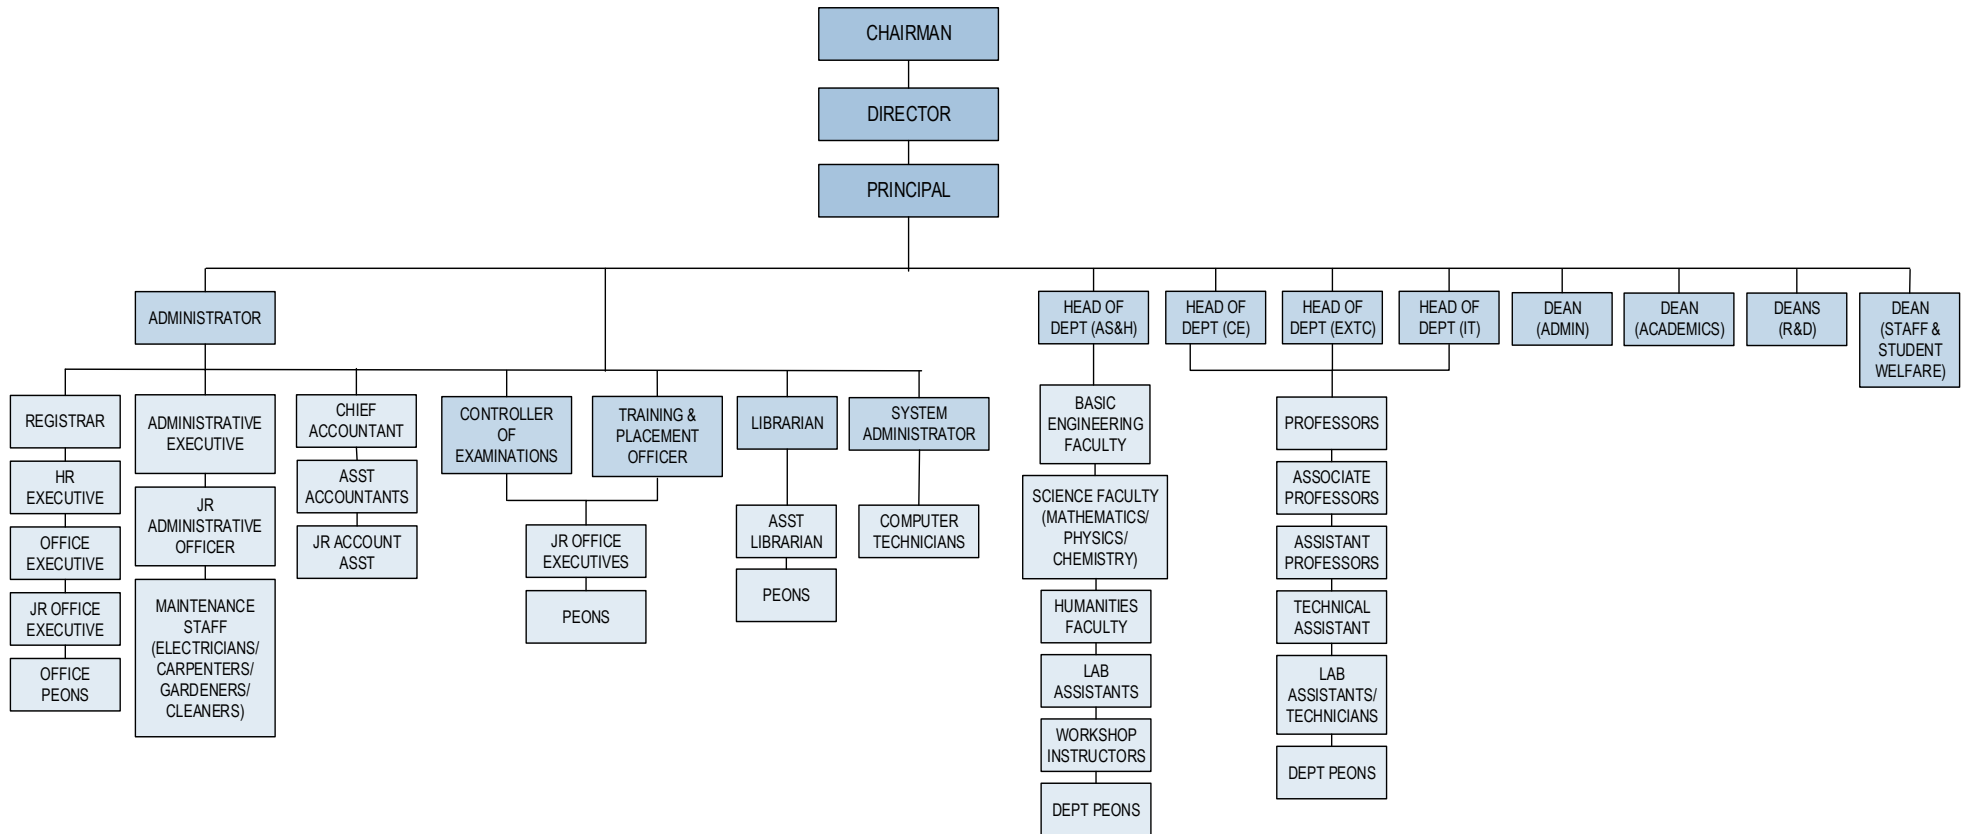 CHAIRMAN
DIRECTOR
PRINCIPAL
ADMINISTRATOR
HEAD OF
DEPT (AS&H)
HEAD OF
DEPT (CE)
HEAD OF
DEPT (EXTC)
HEAD OF
DEPT (IT)
DEAN
(ADMIN)
DEAN
(ACADEMICS)
DEANS
(R&D)
DEAN
(STAFF &
STUDENT
WELFARE)
REGISTRAR
HR
EXECUTIVE
OFFICE
EXECUTIVE
JR OFFICE
EXECUTIVE
OFFICE
PEONS
ADMINISTRATIVE
EXECUTIVE
JR
ADMINISTRATIVE
OFFICER
MAINTENANCE
STAFF
(ELECTRICIANS/
CARPENTERS/
GARDENERS/
CLEANERS)
CHIEF
ACCOUNTANT
ASST
ACCOUNTANTS
JR ACCOUNT
ASST
CONTROLLER
OF
EXAMINATIONS
TRAINING &
PLACEMENT
OFFICER
JR OFFICE
EXECUTIVES
PEONS
LIBRARIAN
ASST
LIBRARIAN
PEONS
SYSTEM
ADMINISTRATOR
COMPUTER
TECHNICIANS
BASIC
ENGINEERING
FACULTY
SCIENCE FACULTY
(MATHEMATICS/
PHYSICS/
CHEMISTRY)
HUMANITIES
FACULTY
LAB
ASSISTANTS
WORKSHOP
INSTRUCTORS
DEPT PEONS
PROFESSORS
ASSOCIATE
PROFESSORS
ASSISTANT
PROFESSORS
TECHNICAL
ASSISTANT
LAB
ASSISTANTS/
TECHNICIANS
DEPT PEONS